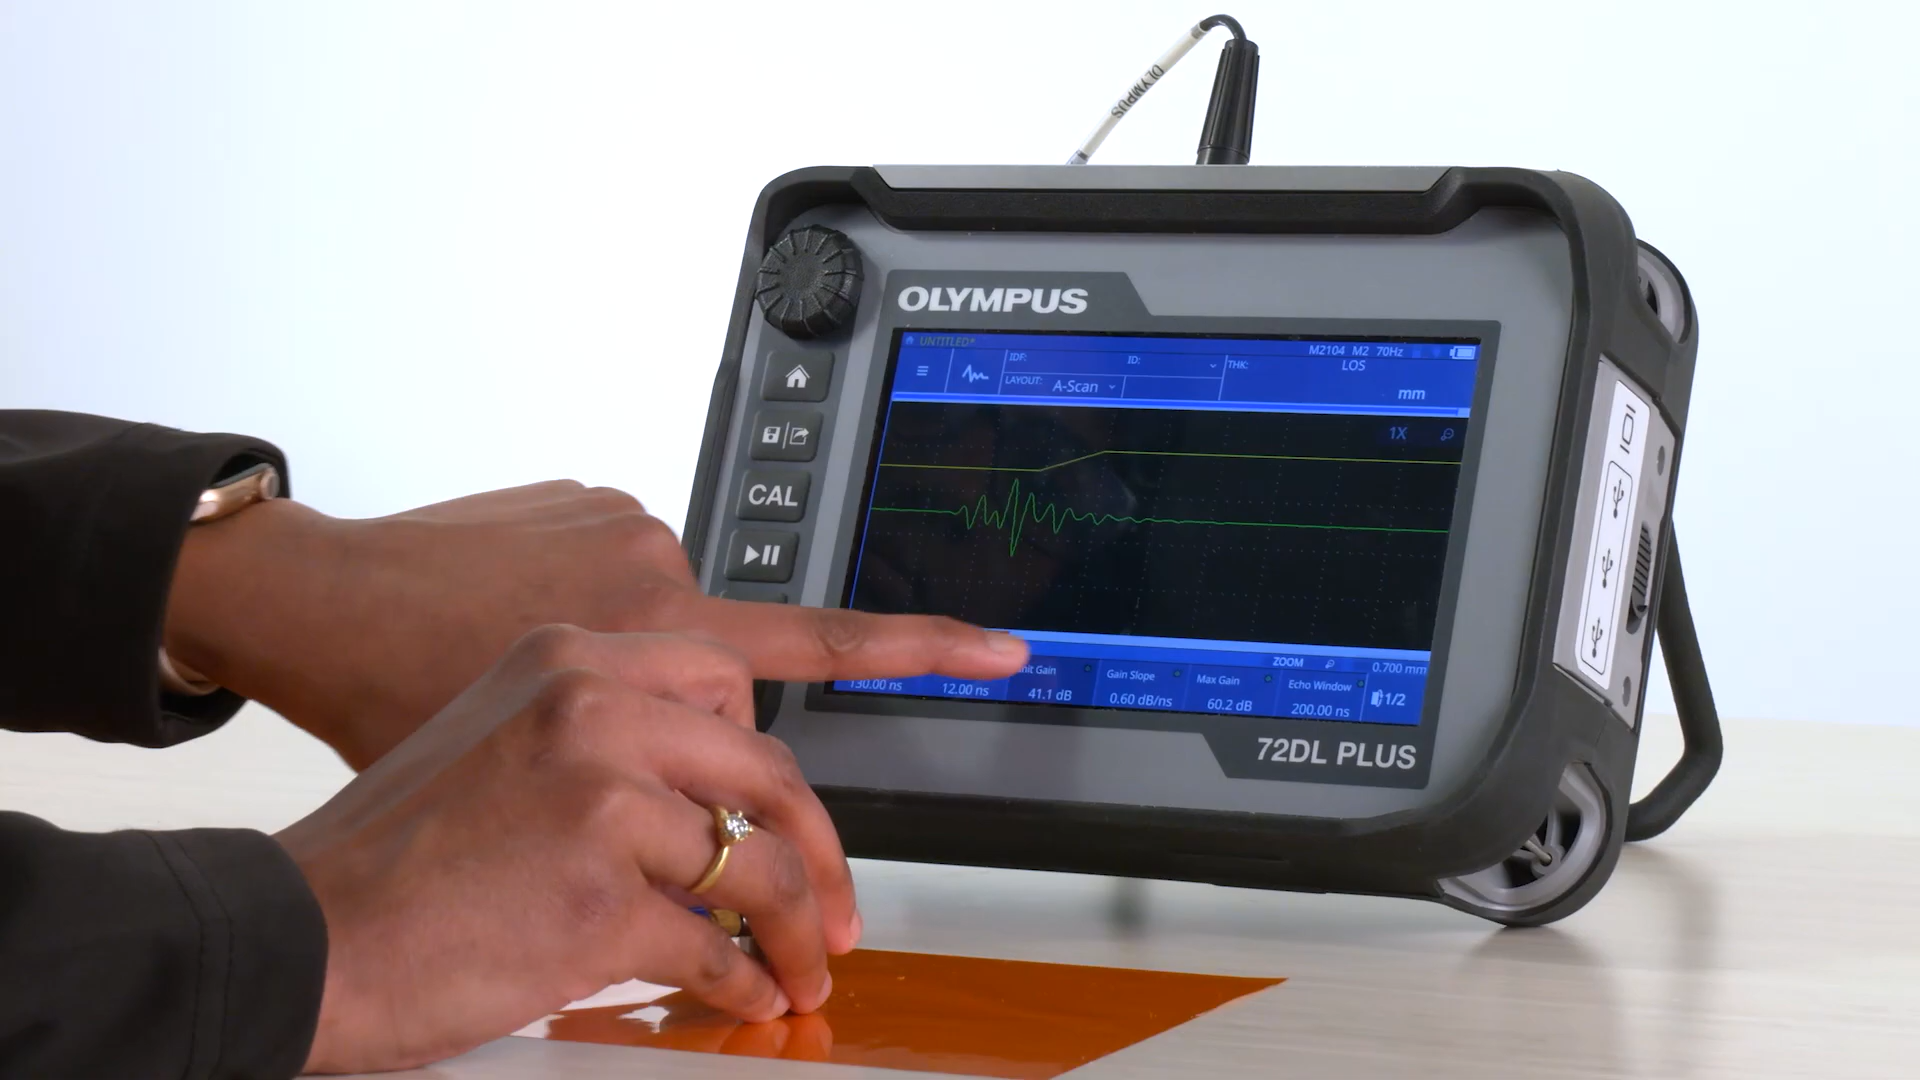 OLYMPUS
OLYMPUS
UNTITLED*
M2104 M2 70Hz
IDF:
ID:
THK:
LOS
LAYOUT: A-Scan
mm
1X
CAL
ZOOM
0.700 mm
Gain
Gain Slope
Max Gain
Echo Window
130.00 ns
12.00 ns
41.1 dB
0.60 dB/ns
60.2 dB
200.00 ns
1/2
72DL PLUS